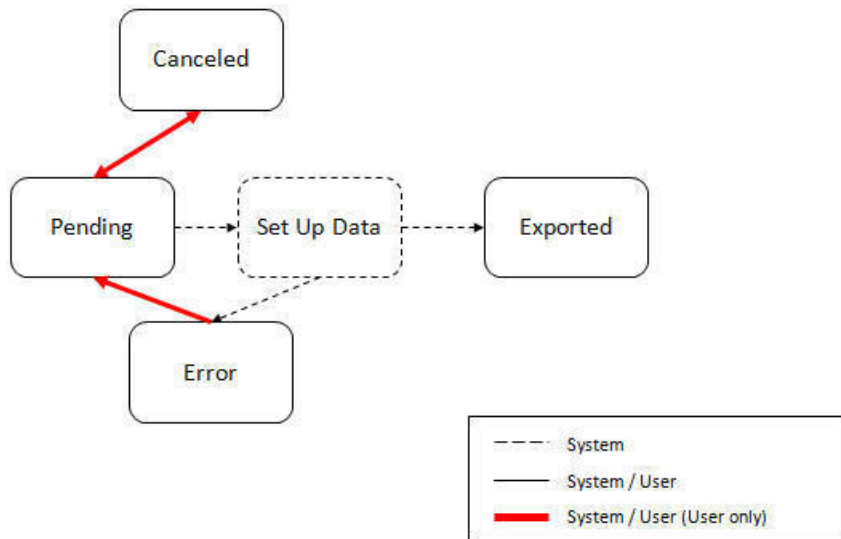 Canceled
Pending
Set Up Data
Exported
Error
System
System / User
System / User (User only)